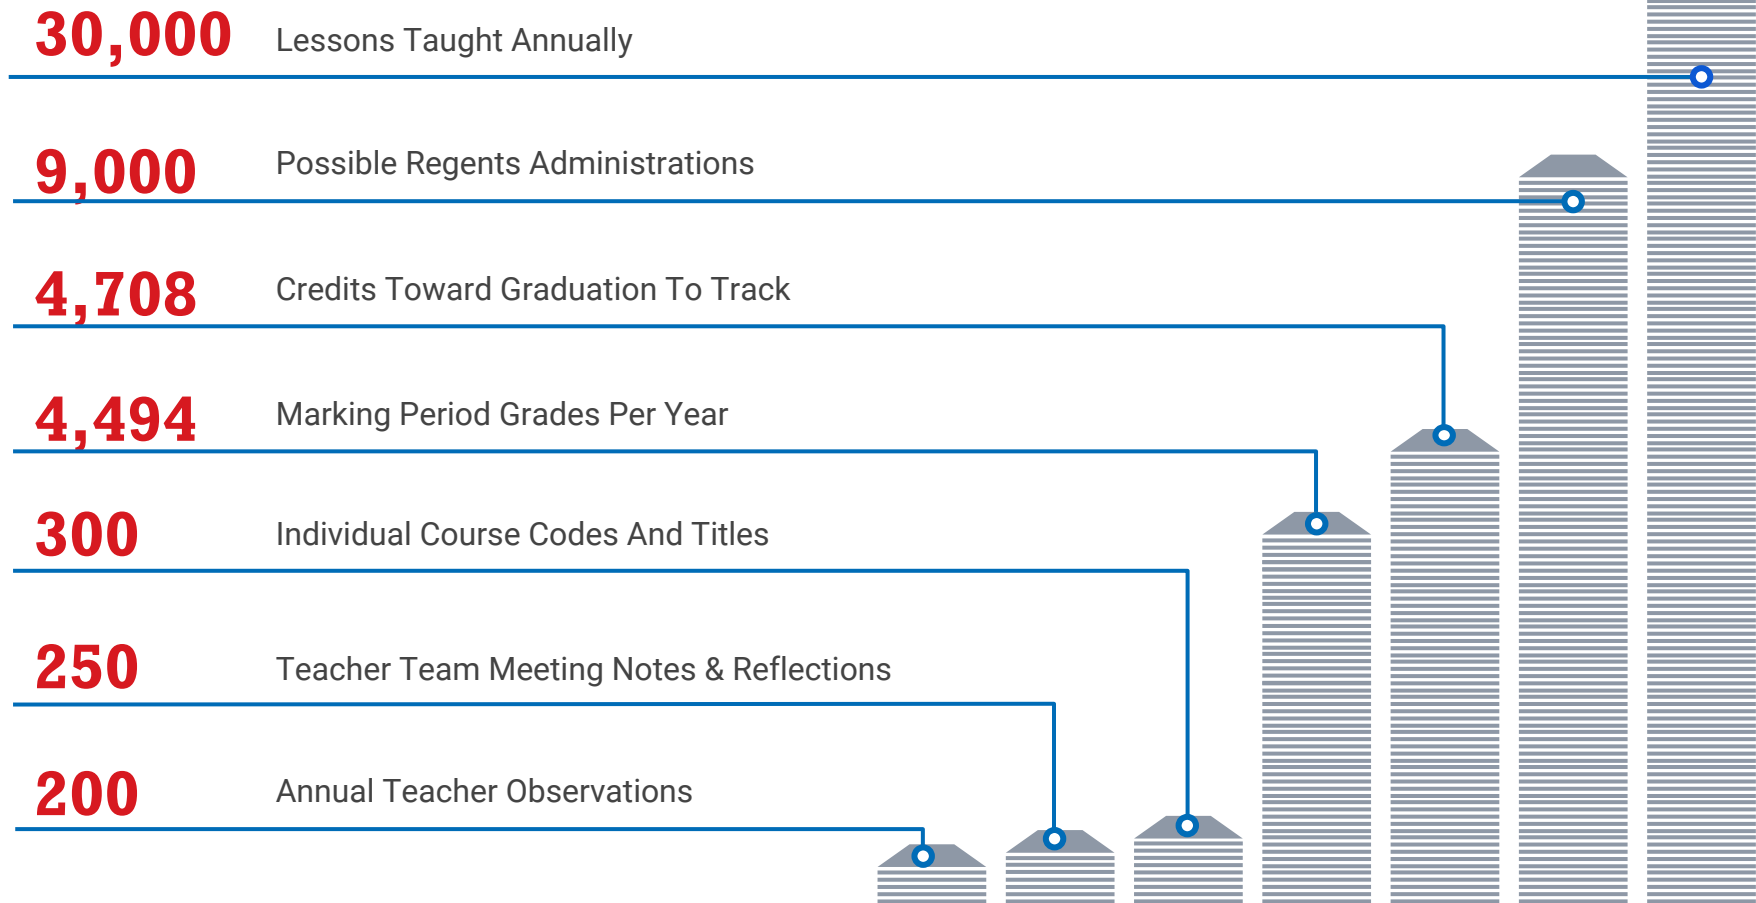 30,000 Lessons Taught Annually
9,000 Possible Regents Administrations
4,708 Credits Toward Graduation To Track
4,494 Marking Period Grades Per Year
300 Individual Course Codes And Titles
250 Teacher Team Meeting Notes & Reflections
200 Annual Teacher Observations